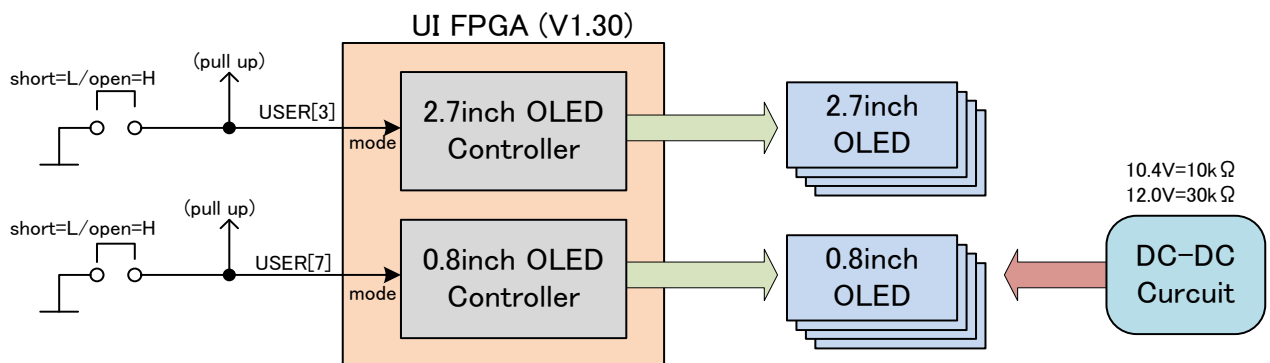 UI FPGA (V1.30)
(pull up)
short=L/open=H
USER[3]
mode
2.7inch OLED
Controller
2.7inch
OLED
10.4V=10kΩ
12.0V=30kΩ
(pull up)
short=L/open=H
USER[7]
mode
0.8inch OLED
Controller
0.8inch
OLED
DC-DC
Curcuit